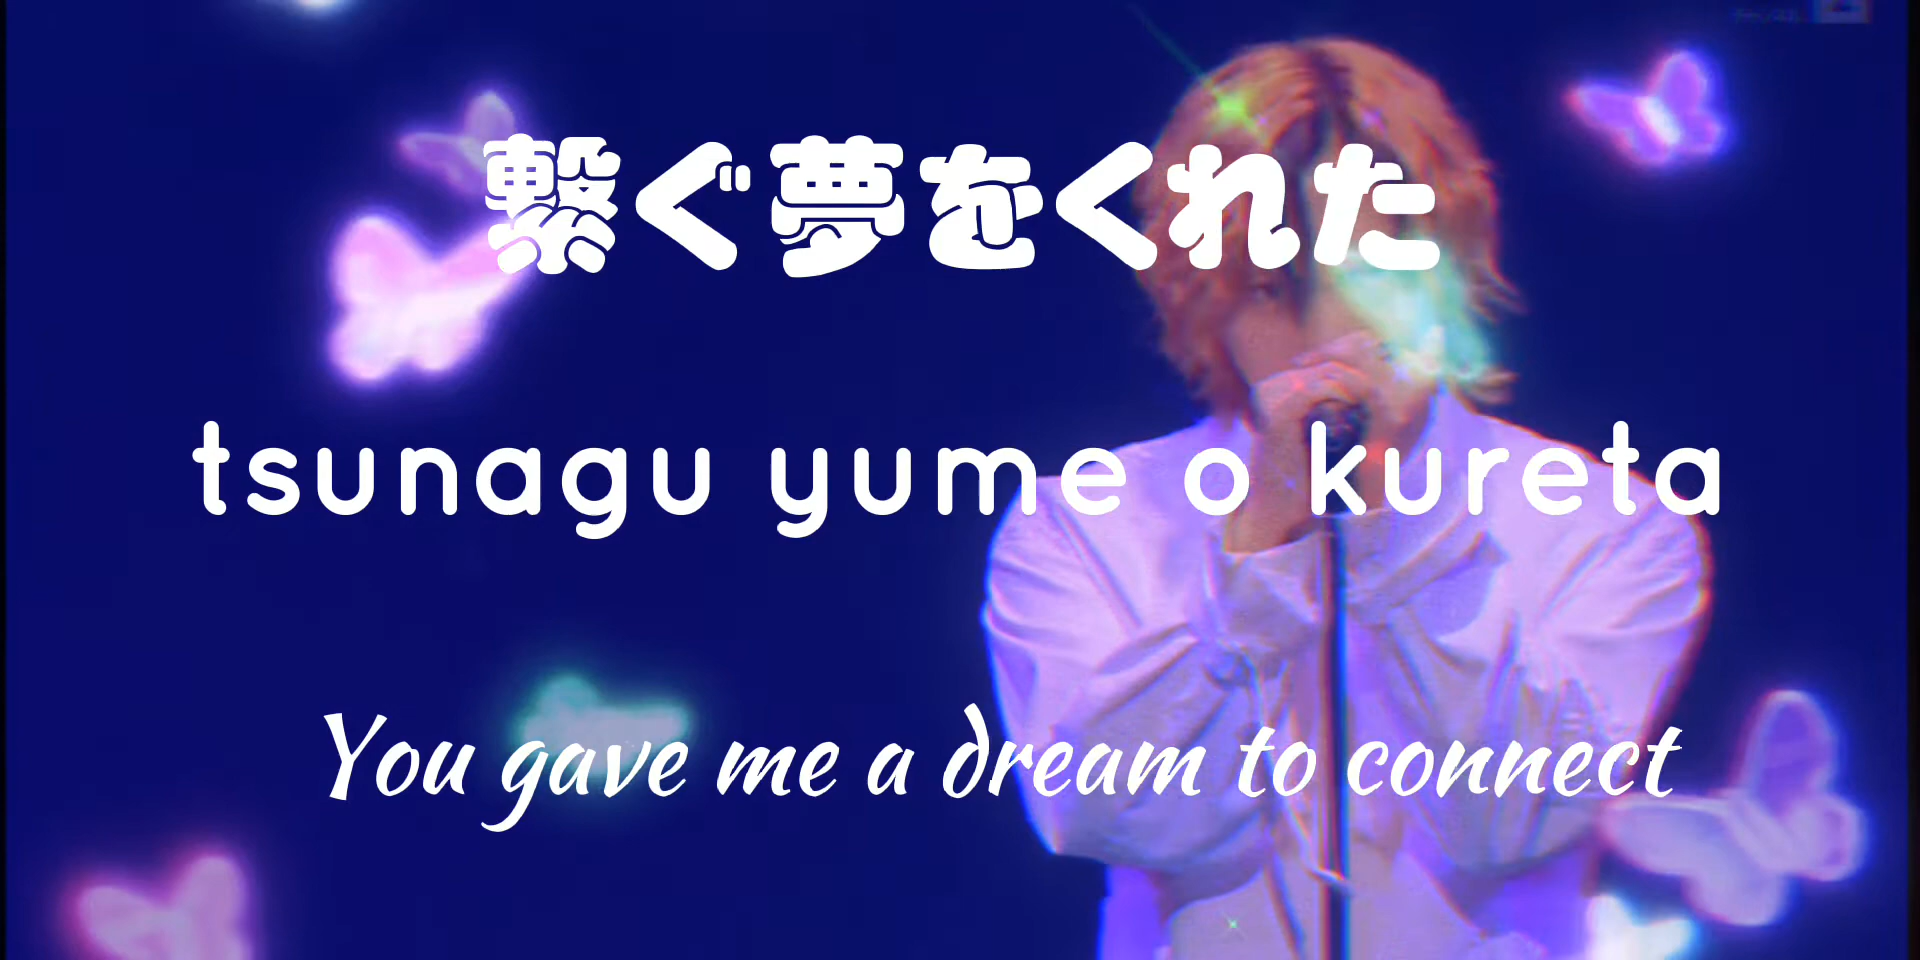 繋ぐ夢をくれた
tsunagu yume o kureta
You gave me a dream to connect